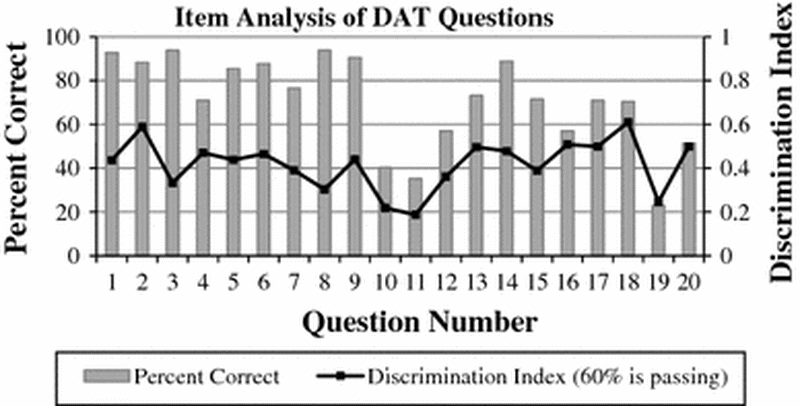 Item Analysis of DAT Questions
Percent Correct
100
80
60
40
20
0
1
0.8
0.6
0.4
0.2
0
Discrimination Index
1 2 3 4 5 6 7 8 9 10 11 12 13 14 15 16 17 18 19 20
Question Number
Percent Correct Discrimination Index (60% is passing)